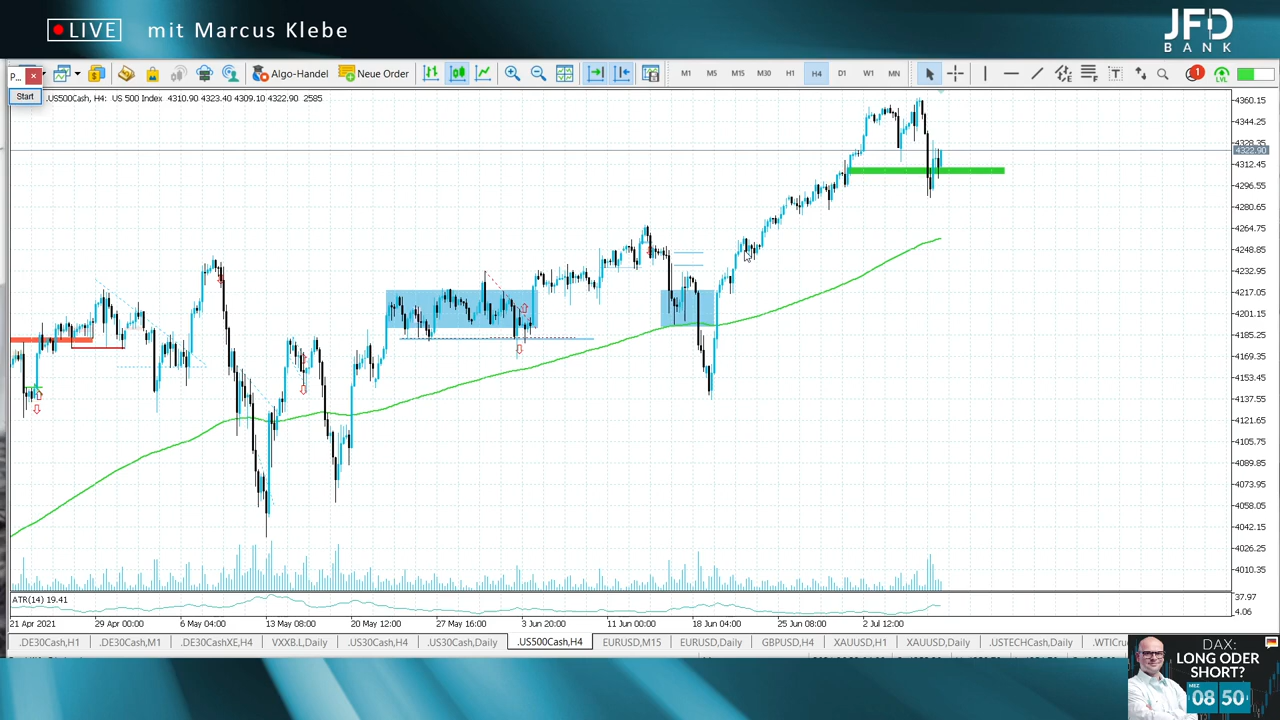 LIVE mit Marcus Klebe
JFD
BANK
P...
Algo-Handel Neue Order M1 M5 M15 M30 H1 H4 D1 W1 MN 1 LVL
Start
.US500Cash, H4: US 500 Index 4310.90 4323.40 4309.10 4322.90 2585
4360.15
4344.25
4328.35
4322.90
4312.45
4296.55
4280.65
4264.75
4248.85
4232.95
4217.05
4201.15
4185.25
4169.35
4153.45
4137.55
4121.65
4105.75
4089.85
4073.95
4058.05
4042.15
4026.25
4010.35
ATR(14) 19.41
37.97
4.06
21 Apr 2021 29 Apr 00:00 6 May 04:00 13 May 08:00 20 May 12:00 27 May 16:00 3 Jun 20:00 11 Jun 00:00 18 Jun 04:00 25 Jun 08:00 2 Jul 12:00
.DE30Cash,H1 .DE30Cash,M1 .DE30CashXE,H4 VXXB.L,Daily .US30Cash,H4 .US30Cash,Daily .US500Cash,H4 EURUSD,M15 EURUSD,Daily GBPUSD,H4 XAUUSD,H1 XAUUSD,Daily .USTECHCash,Daily .WTICru
DAX:
LONG ODER
SHORT?
MEZ
08 50